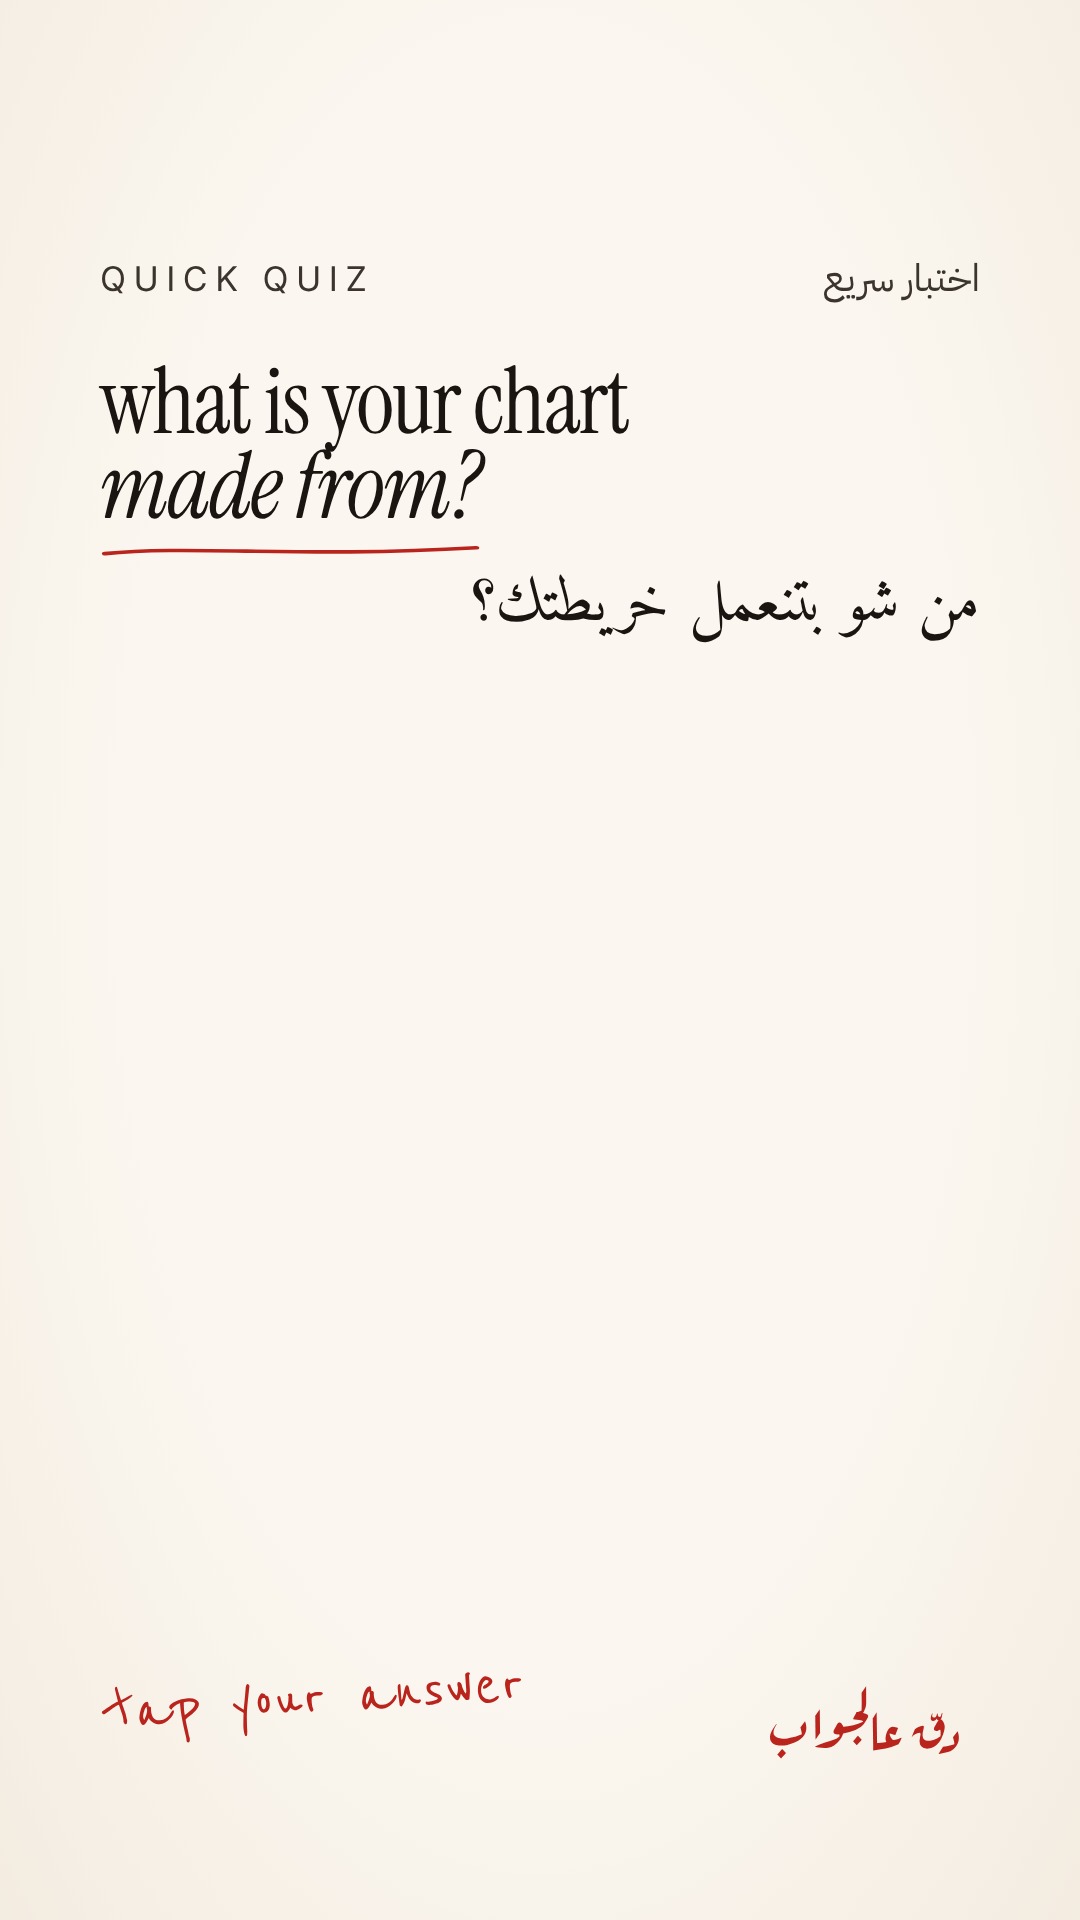 QUICK QUIZ
اختبار سريع
what is your chart
made from?
من شو بتنعمل خريطتك؟
tap your answer
دقّ عالجواب